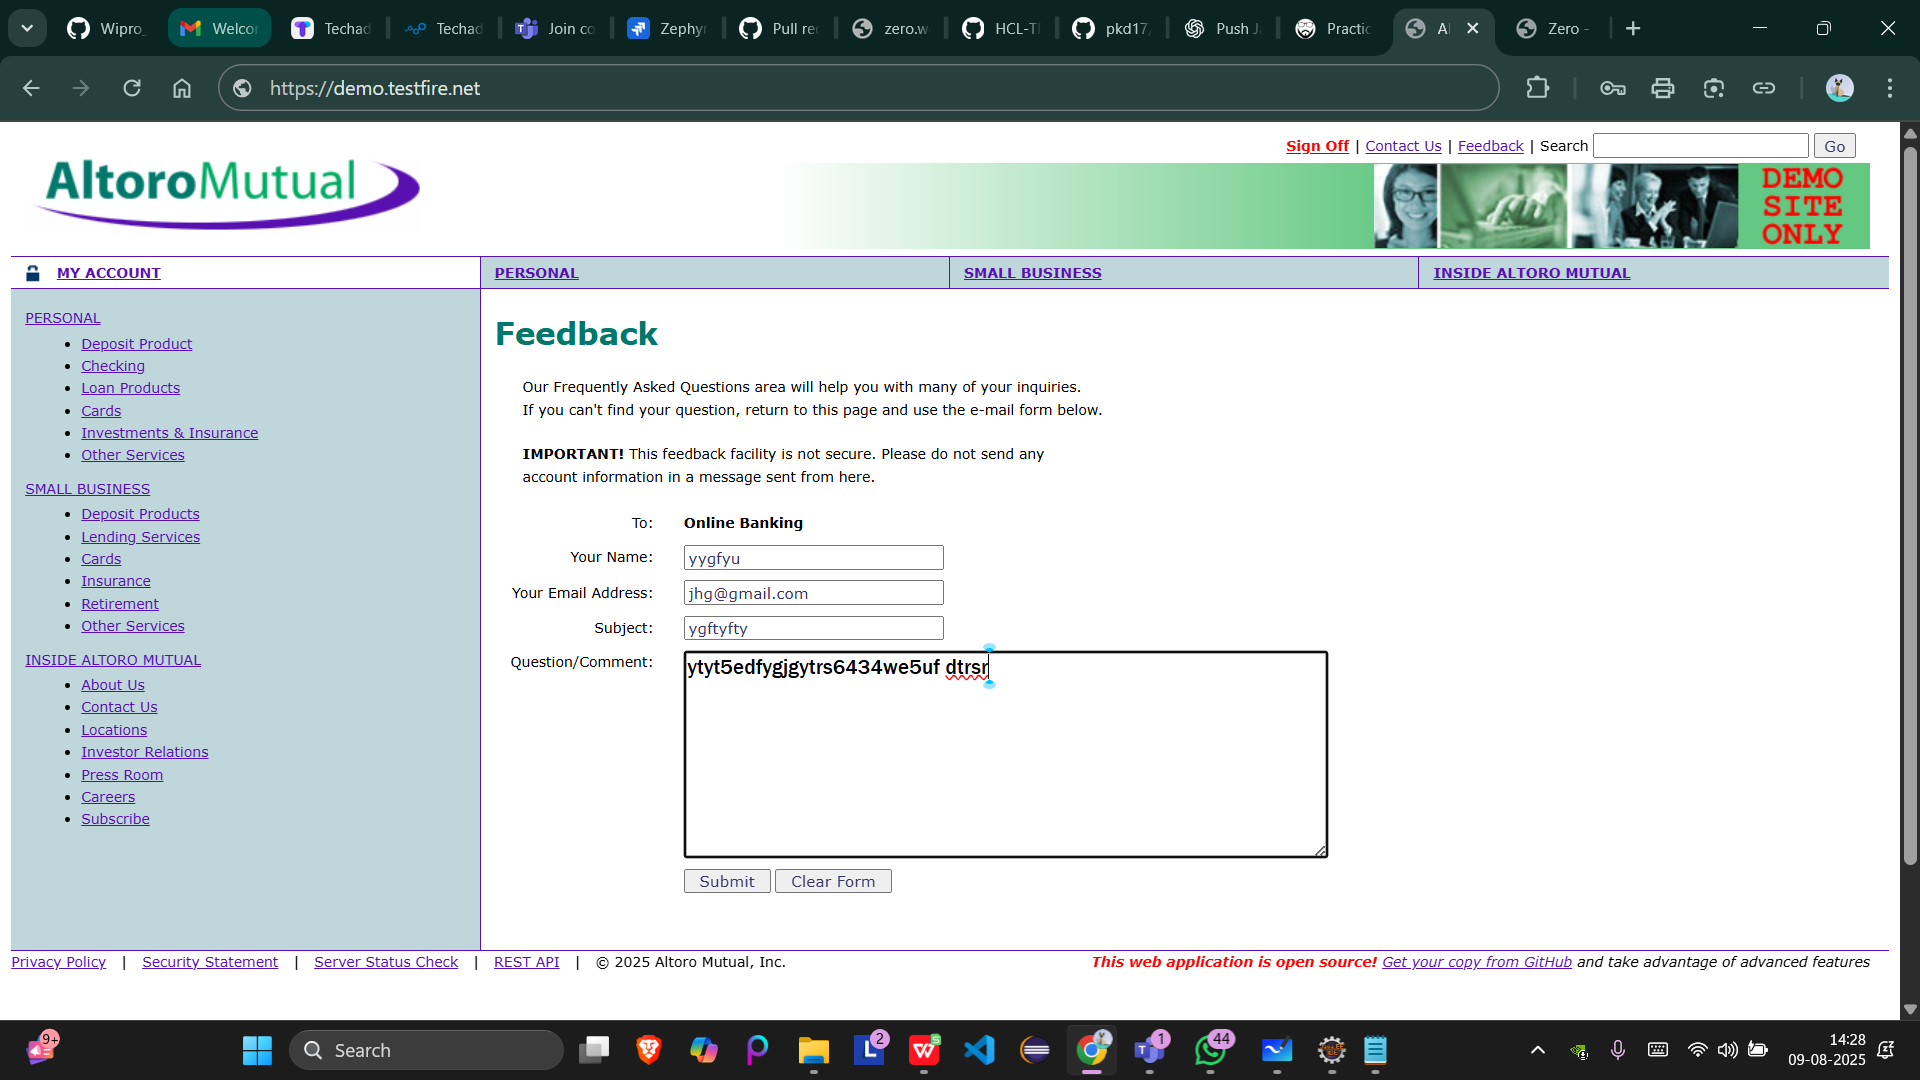 Wipro_
Welcor
Techad
Techad
Join co
Zephyr
Pull re
zero.w
HCL-T
pkd17
Push J
Practic
Al
Zero -
https://demo.testfire.net
Sign Off | Contact Us | Feedback | Search
Go
AltoroMutual
DEMO
SITE
ONLY
MY ACCOUNT
PERSONAL
SMALL BUSINESS
INSIDE ALTORO MUTUAL
PERSONAL
Deposit Product
Checking
Loan Products
Cards
Investments & Insurance
Other Services
SMALL BUSINESS
Deposit Products
Lending Services
Cards
Insurance
Retirement
Other Services
INSIDE ALTORO MUTUAL
About Us
Contact Us
Locations
Investor Relations
Press Room
Careers
Subscribe
Feedback
Our Frequently Asked Questions area will help you with many of your inquiries.
If you can't find your question, return to this page and use the e-mail form below.
IMPORTANT! This feedback facility is not secure. Please do not send any
account information in a message sent from here.
To: Online Banking
Your Name: yygfyu
Your Email Address: jhg@gmail.com
Subject: ygftyfty
Question/Comment: ytyt5edfygjgytrs6434we5uf dtrsr
Submit
Clear Form
Privacy Policy | Security Statement | Server Status Check | REST API | © 2025 Altoro Mutual, Inc.
This web application is open source! Get your copy from GitHub and take advantage of advanced features
9+
Search
2
1
44
14:28
09-08-2025